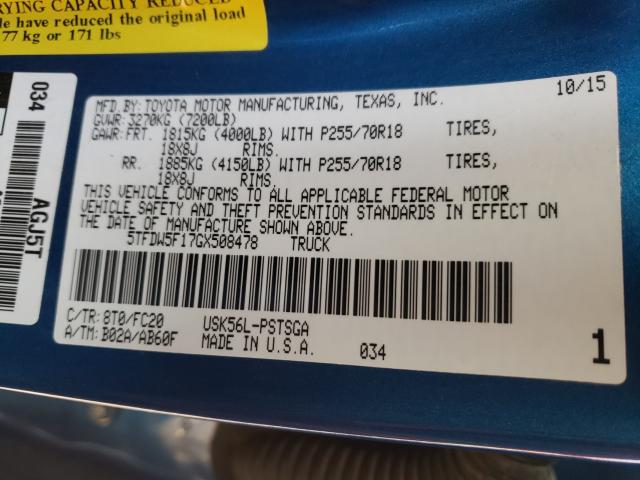 CAPACITY REDUCED
have reduced the original load
77 kg or 171 lbs
034
AGJ5T
10/15
MFD.BY: TOYOTA MOTOR MANUFACTURING, TEXAS, INC.
GVWR: 3270KG (7200LB)
GAWR: FRT. 1815KG (4000LB) WITH P255/70R18 TIRES,
18X8J RIMS.
RR. 1885KG (4150LB) WITH P255/70R18 TIRES,
18X8J RIMS.
THIS VEHICLE CONFORMS TO ALL APPLICABLE FEDERAL MOTOR
VEHICLE SAFETY AND THEFT PREVENTION STANDARDS IN EFFECT ON
THE DATE OF MANUFACTURE SHOWN ABOVE.
5TFDW5F17GX508478 TRUCK
C/TR: 8T0/FC20 USK56L-PSTSGA
A/TM: B02A/AB60F MADE IN U.S.A. 034
1